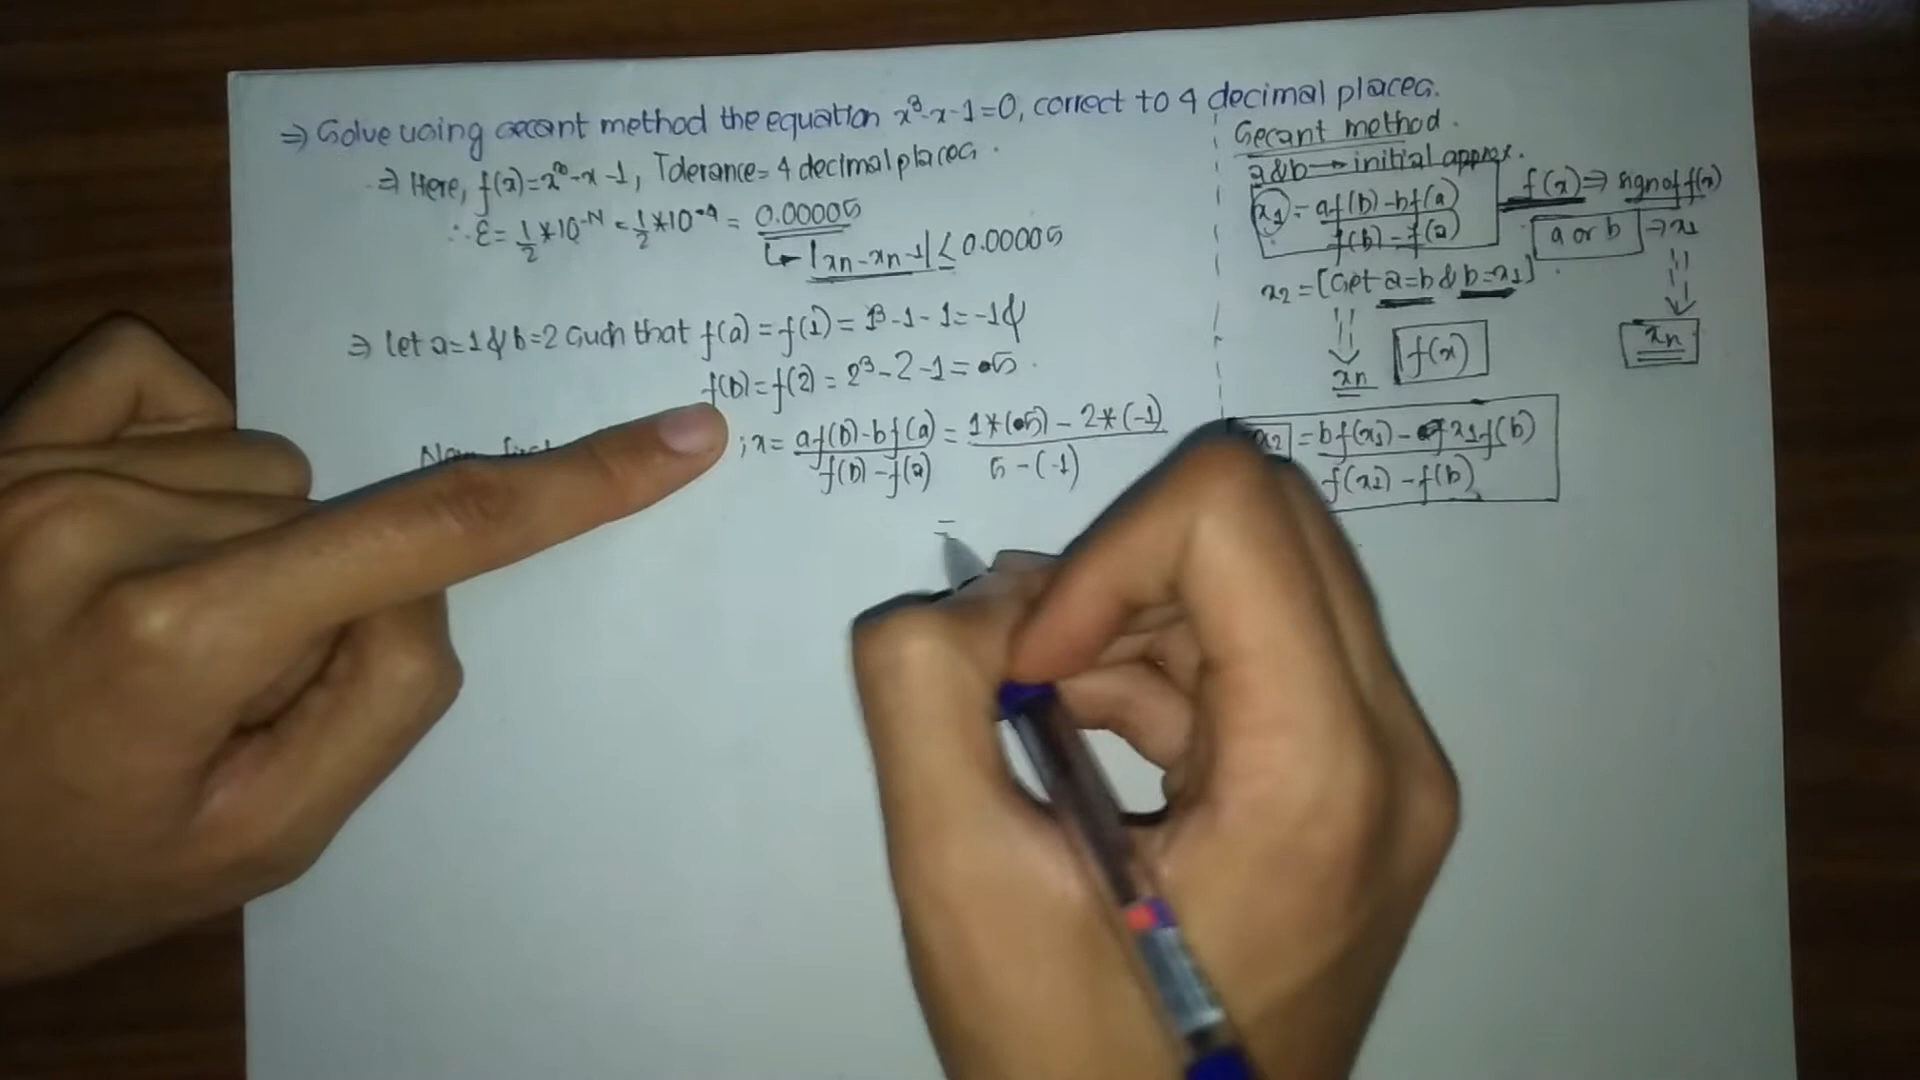 ⇒ Solve using secant method the equation x³-x-1=0, correct to 4 decimal places.
⇒ Here, f(x)=x³-x-1, Tolerance=4 decimal places.
∴ ε = 1/2*10^-N = 1/2*10^-4 = 0.00005
↳ |xn-xn-1| ≤ 0.00005
⇒ let a=1 & b=2 such that f(a) = f(1) = 1³-1-1=-1 &
f(b)=f(2) = 2³-2-1=5.
Now first
; x = af(b)-bf(a) / f(b)-f(a) = 1*(5)-2*(-1) / 5-(-1)
=
Secant method.
a & b → initial approx.
x1 = af(b)-bf(a) / f(b)-f(a)
f(x) ⇒ sign of f(x)
a or b → x1
x2 = [Set a=b & b=x1]
xn
f(x)
xn
x2 = bf(x1) - x1f(b) / f(x1) - f(b)